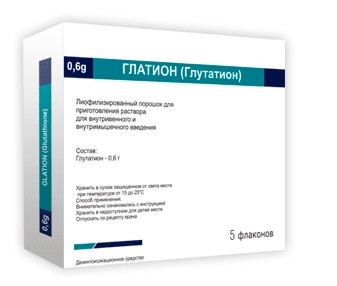 0,6g
ГЛАТИОН (Глутатион)
Лиофилизированный порошок для
приготовления раствора
для внутривенного и
внутримышечного введения
Состав:
Глутатион - 0,6 г
Хранить в сухом защищенном от света месте
при температуре от 15 до 25°С
Способ применения:
Внимательно ознакомьтесь с инструкцией
Хранить в недоступном для детей месте
Отпускать по рецепту врача
5 флаконов
Дезинтоксикационное средство
GLATION (Glutathione)
0,6g